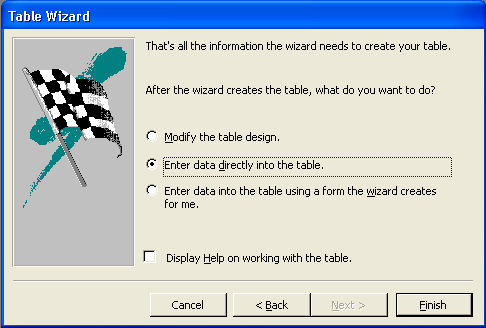 Table Wizard
That's all the information the wizard needs to create your table.
After the wizard creates the table, what do you want to do?
Modify the table design.
Enter data directly into the table.
Enter data into the table using a form the wizard creates
for me.
Display Help on working with the table.
Cancel
< Back
Next >
Finish